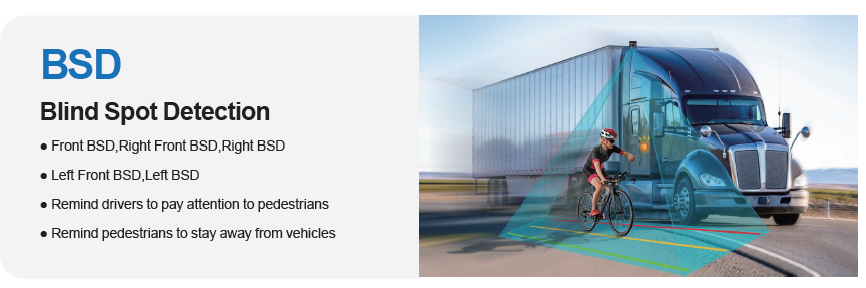 BSD
Blind Spot Detection
● Front BSD,Right Front BSD,Right BSD
● Left Front BSD,Left BSD
● Remind drivers to pay attention to pedestrians
● Remind pedestrians to stay away from vehicles